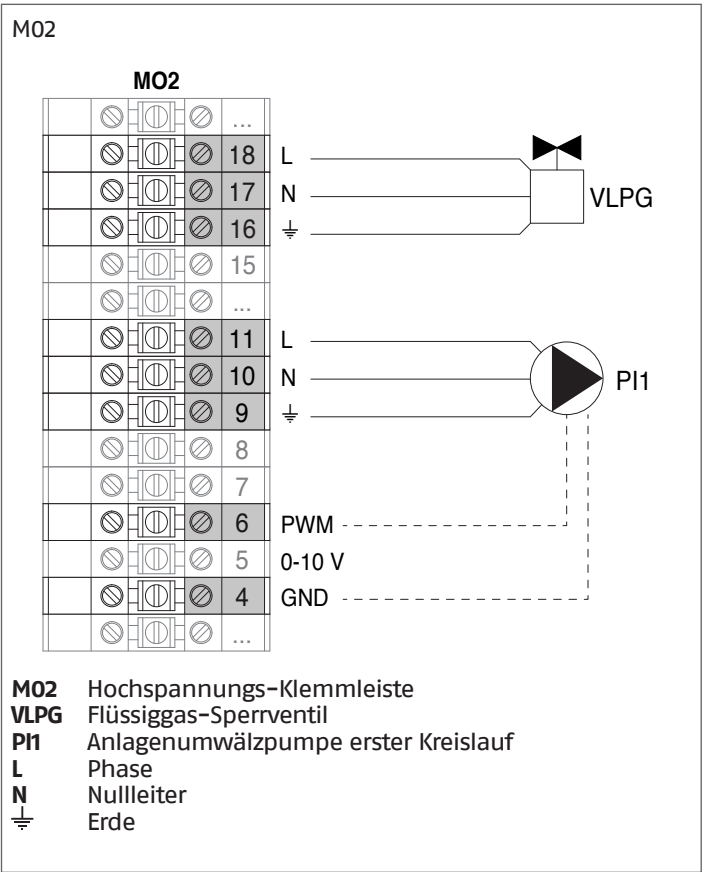 M02
MO2
...
18 L
17 N VLPG
16 ⏚
15
...
11 L
10 N PI1
9 ⏚
8
7
6 PWM
5 0-10 V
4 GND
...
M02 Hochspannungs-Klemmleiste
VLPG Flüssiggas-Sperrventil
PI1 Anlagenumwälzpumpe erster Kreislauf
L Phase
N Nullleiter
⏚ Erde